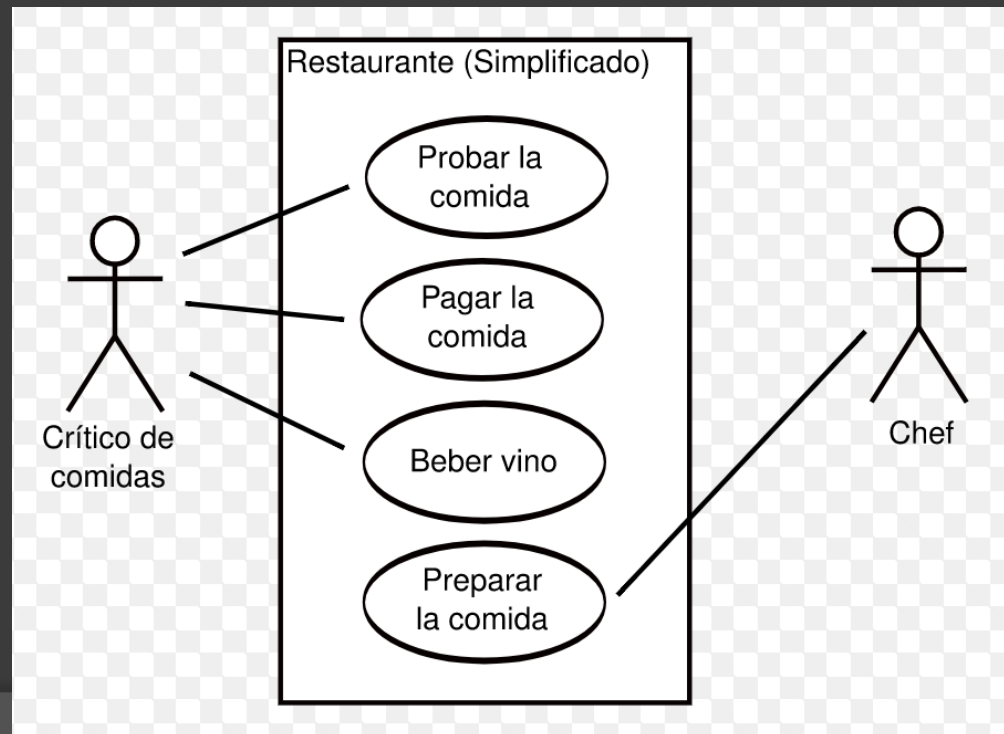 Restaurante (Simplificado)
Probar la
comida
Pagar la
comida
Beber vino
Preparar
la comida
Crítico de
comidas
Chef